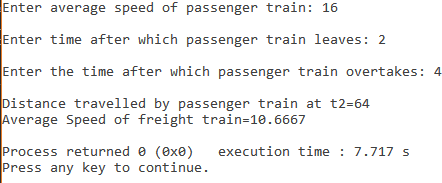 Enter average speed of passenger train: 16
Enter time after which passenger train leaves: 2
Enter the time after which passenger train overtakes: 4
Distance travelled by passenger train at t2=64
Average Speed of freight train=10.6667
Process returned 0 (0x0)   execution time : 7.717 s
Press any key to continue.